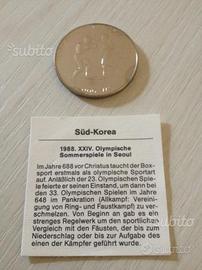 subito
Süd-Korea
1988. XXIV. Olympische
Sommerspiele in Seoul
Im Jahre 688 vor Christus taucht der Box-
sport erstmals als olympische Sportart
auf. Anläßlich der 23. Olympischen Spie-
le feierte er seinen Einstand, um dann bei
den 33. Olympischen Spielen im Jahre
648 im Pankration (Allkampf: Vereini-
gung von Ring- und Faustkampf) zu ver-
schwinden. Von Beginn an gab es ein
strenges Regelwerk um den sportlichen
Vergleich mit den Fäusten, der bis zum
Niederschlag oder bis zur Aufgabe des
einen der Kämpfer geführt wurde.
subito